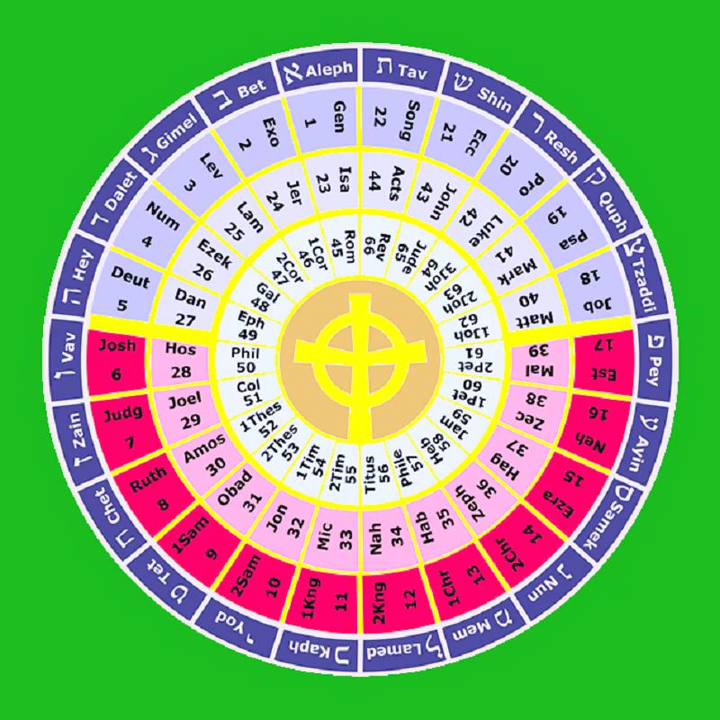 א Aleph
ב Bet
ג Gimel
ד Dalet
ה Hey
ו Vav
ז Zain
ח Chet
ט Tet
י Yod
כ Kaph
ל Lamed
מ Mem
נ Nun
ס Samek
ע Ayin
פ Pey
צ Tzaddi
ק Quph
ר Resh
ש Shin
ת Tav
Gen
1
Exo
2
Lev
3
Num
4
Deut
5
Josh
6
Judg
7
Ruth
8
1Sam
9
2Sam
10
1Kng
11
2Kng
12
1Chr
13
2Chr
14
Ezra
15
Neh
16
Est
17
Job
18
Psa
19
Pro
20
Ecc
21
Song
22
Isa
23
Jer
24
Lam
25
Ezek
26
Dan
27
Hos
28
Joel
29
Amos
30
Obad
31
Jon
32
Mic
33
Nah
34
Hab
35
Zeph
36
Hag
37
Zec
38
Mal
39
Matt
40
Mark
41
Luke
42
John
43
Acts
44
Rom
45
1Cor
46
2Cor
47
Gal
48
Eph
49
Phil
50
Col
51
1Thes
52
2Thes
53
1Tim
54
2Tim
55
Titus
56
Phile
57
Heb
58
Jam
59
1Pet
60
2Pet
61
1Joh
62
2Joh
63
3Joh
64
Jude
65
Rev
66